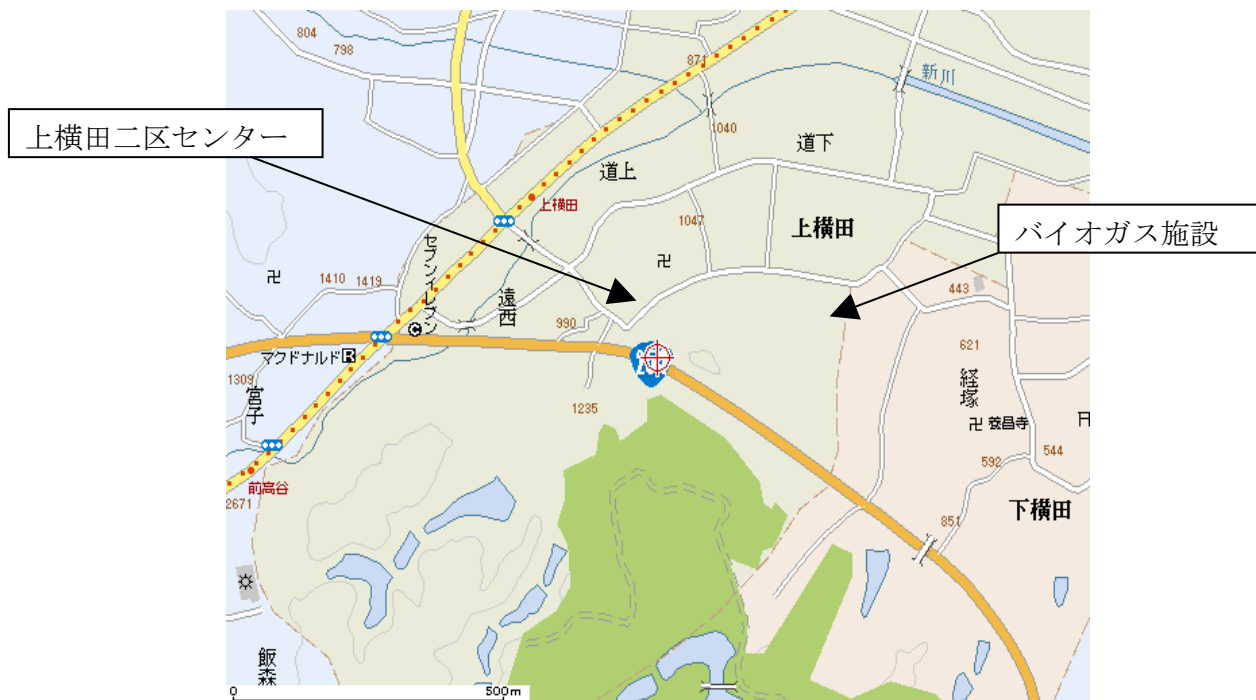 804
798
871
新川
上横田二区センター
1040
道下
道上
上横田
1047
上横田
バイオガス施設
卍
卍
1410
1419
セブンイレブン
遠西
443
990
C
マクドナルド
R
621
1309
宮子
経塚
1235
卍
544
592
前高谷
2671
下横田
851
飯森
0
500m